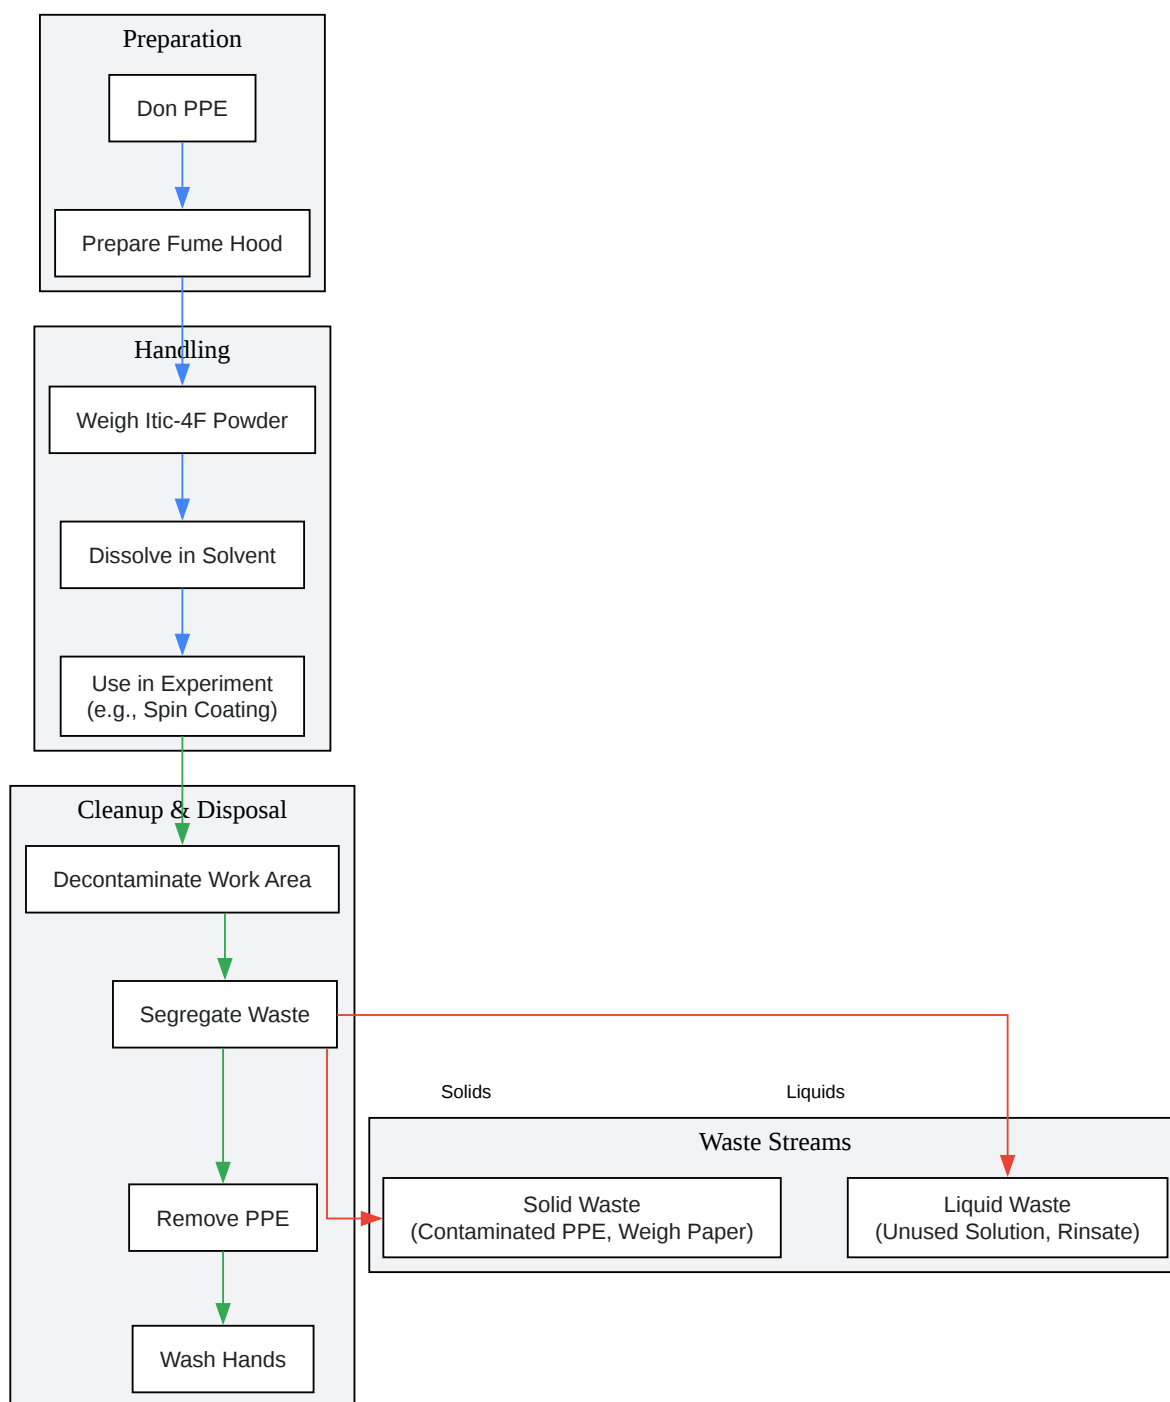 Preparation
Don PPE
Prepare Fume Hood
Handling
Weigh Itic-4F Powder
Dissolve in Solvent
Use in Experiment
(e.g., Spin Coating)
Cleanup & Disposal
Decontaminate Work Area
Segregate Waste
Solids
Liquids
Waste Streams
Solid Waste
(Contaminated PPE, Weigh Paper)
Liquid Waste
(Unused Solution, Rinsate)
Remove PPE
Wash Hands